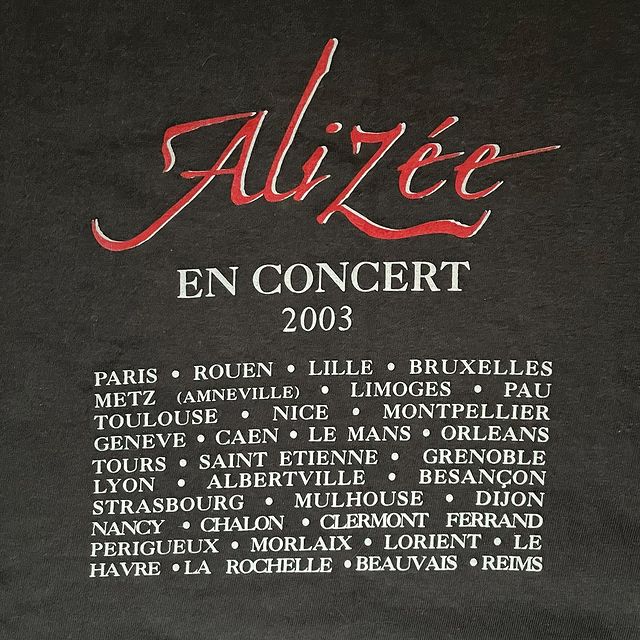 Alizée
EN CONCERT
2003
PARIS • ROUEN • LILLE • BRUXELLES
METZ (AMNEVILLE) • LIMOGES • PAU
TOULOUSE • NICE • MONTPELLIER
GENEVE • CAEN • LE MANS • ORLEANS
TOURS • SAINT ETIENNE • GRENOBLE
LYON • ALBERTVILLE • BESANÇON
STRASBOURG • MULHOUSE • DIJON
NANCY • CHALON • CLERMONT FERRAND
PERIGUEUX • MORLAIX • LORIENT • LE
HAVRE • LA ROCHELLE • BEAUVAIS • REIMS